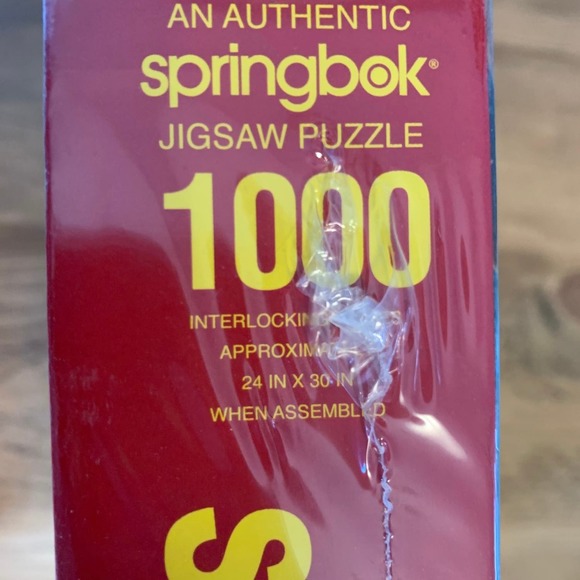 AN AUTHENTIC
springbok®
JIGSAW PUZZLE
1000
INTERLOCKING
24 IN X 30 IN
WHEN ASSEMBLED
S